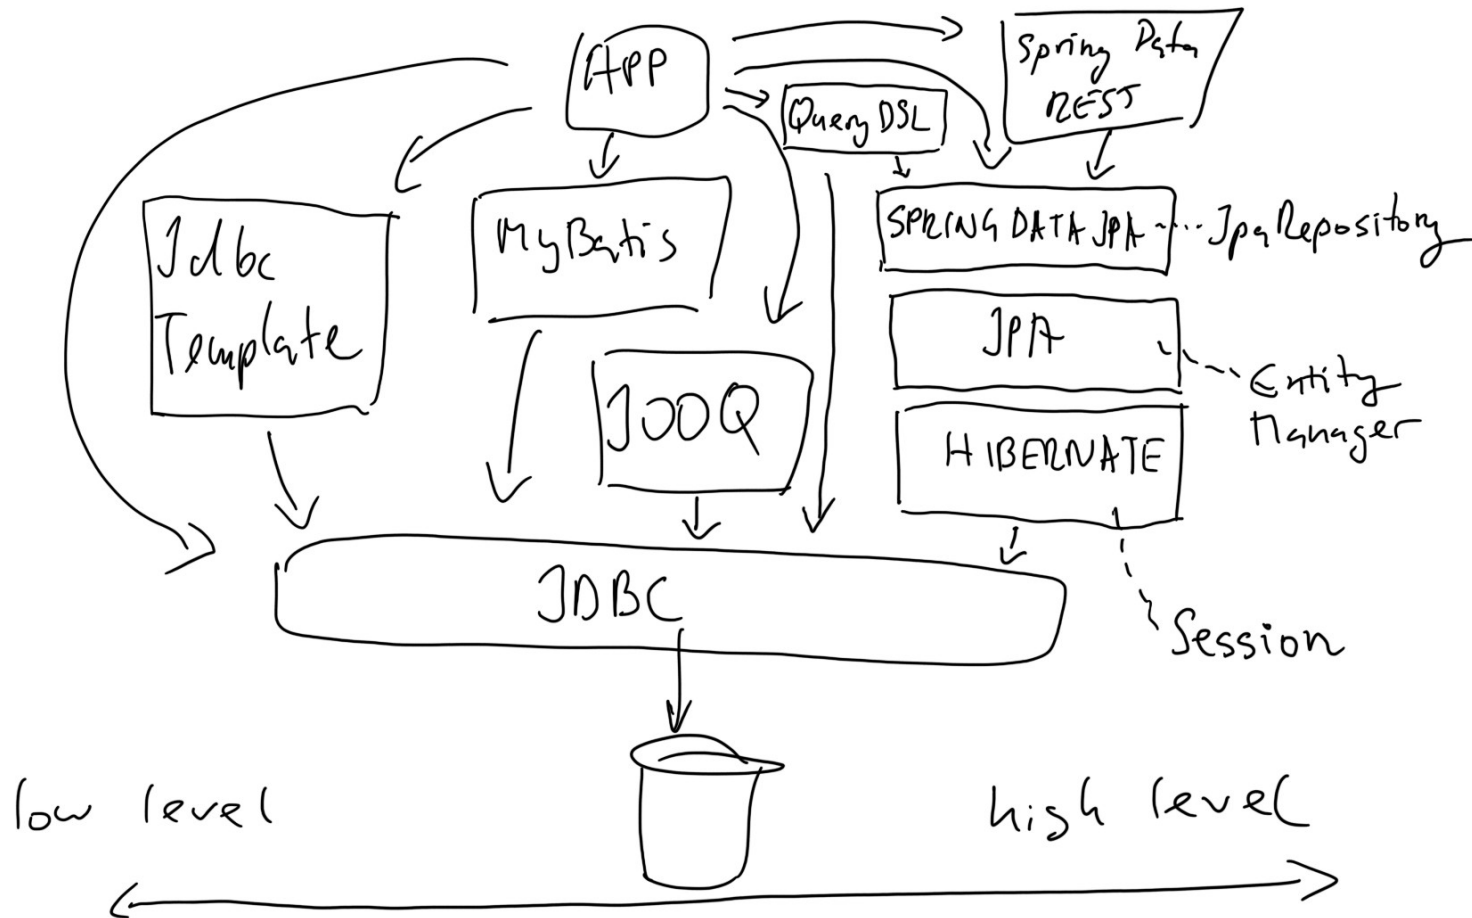 APP
Spring Data
REST
Query DSL
SPRING DATA JPA
JpaRepository
Jdbc
Template
MyBatis
JPA
Entity
Manager
JOOQ
HIBERNATE
JDBC
Session
low level
high level